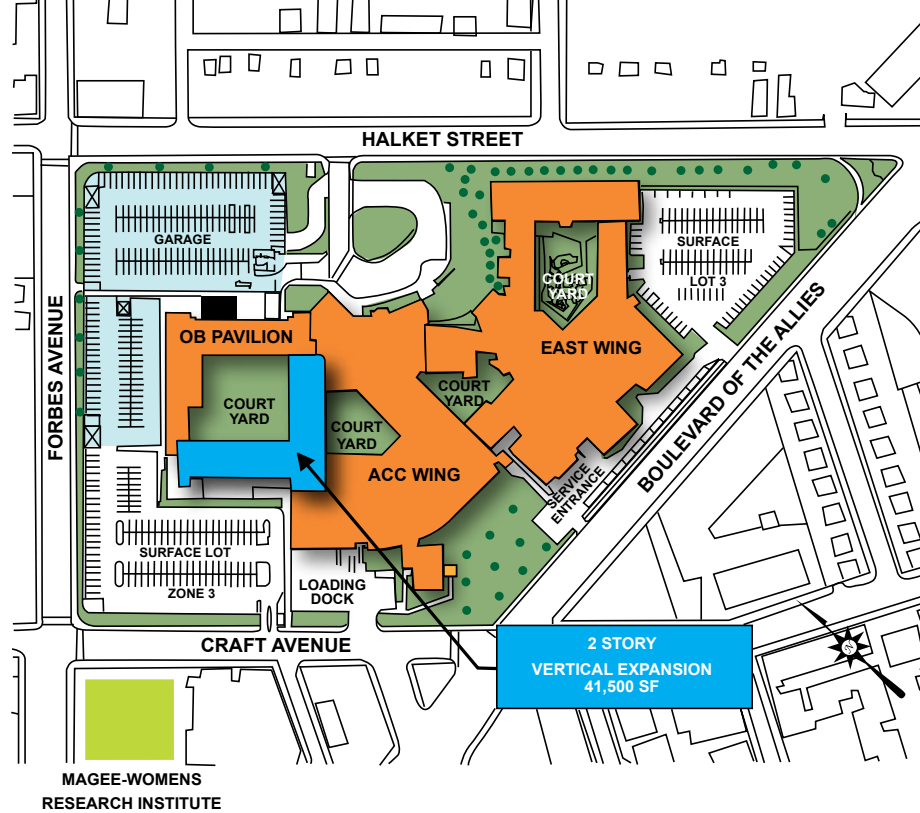 HALKET STREET
GARAGE
SURFACE
LOT 3
COURT
YARD
FORBES AVENUE
OB PAVILION
EAST WING
BOULEVARD OF THE ALLIES
COURT
YARD
COURT
YARD
COURT
YARD
ACC WING
SERVICE
ENTRANCE
SURFACE LOT
ZONE 3
LOADING
DOCK
CRAFT AVENUE
2 STORY
VERTICAL EXPANSION
41,500 SF
N
MAGEE-WOMENS
RESEARCH INSTITUTE